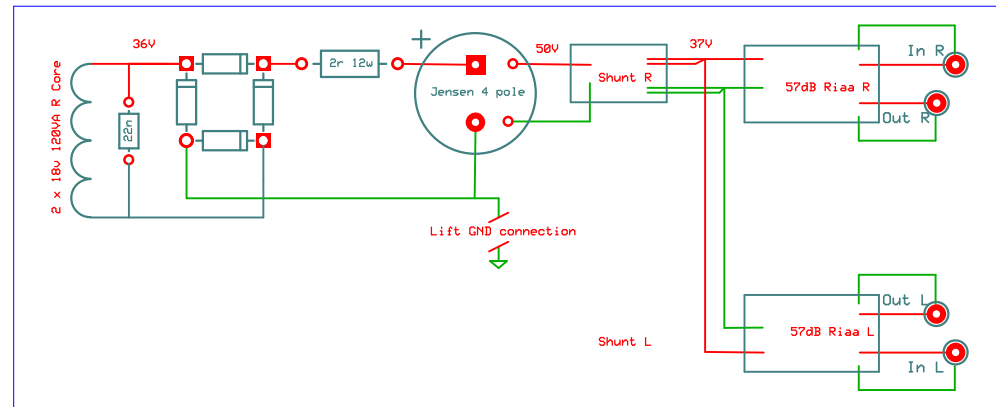 36V
50V
37V
In R
2r 12w
Shunt R
57dB Riaa R
Jensen 4 pole
Out R
22n
2 x 18v 120VA R Core
Lift GND connection
Out L
57dB Riaa L
Shunt L
In L